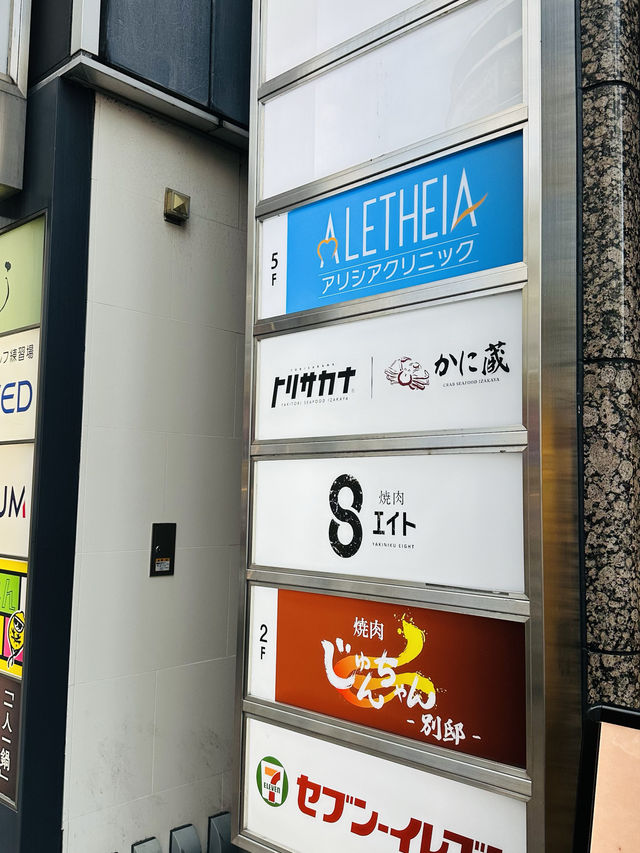 ALETHEIA
アリシアクリニック
5F
トリサカナ
YAKITORI SEAFOOD IZAKAYA
かに蔵
CRAB SEAFOOD IZAKAYA
8
焼肉
エイト
YAKINIKU EIGHT
2F
焼肉
じゅんちゃん
-別邸-
7
ELEVEN
セブン-イレブン
フ練習場
ED
UM
ん
「一人一鍋」